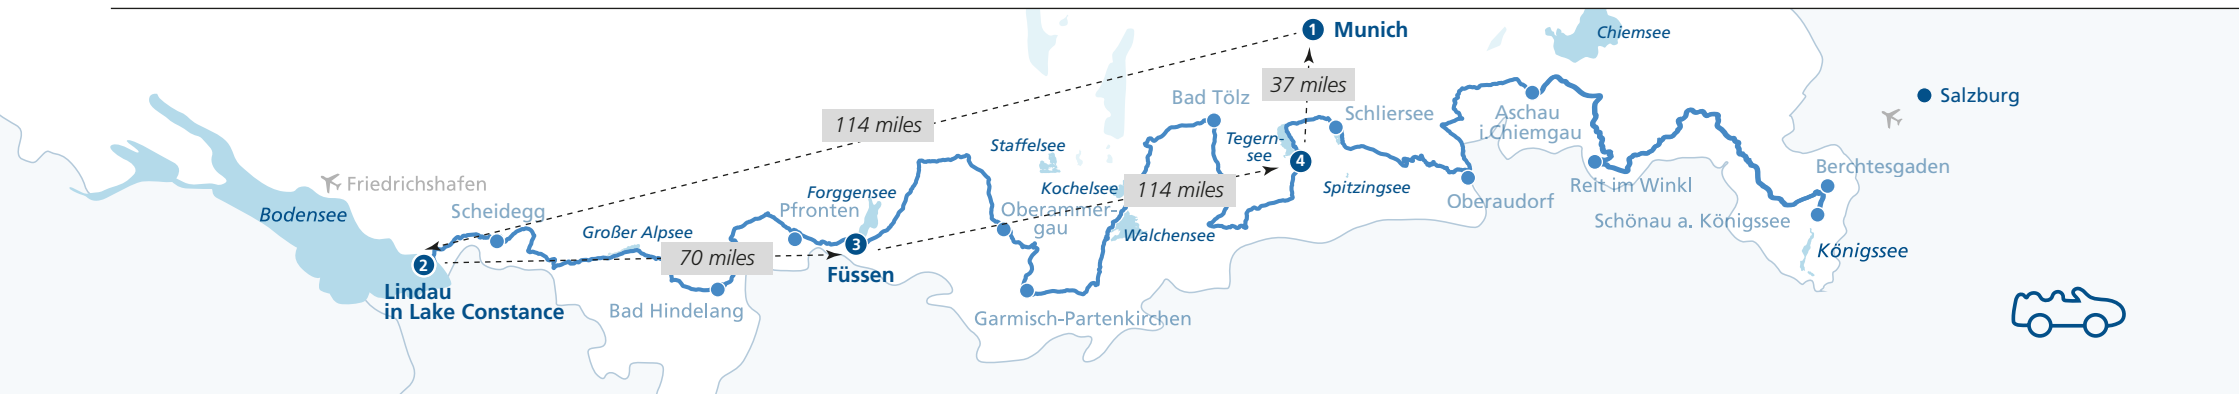 1 Munich
Chiemsee
37 miles
Salzburg
Bad Tölz
Schliersee
Aschau
i.Chiemgau
114 miles
Staffelsee
Tegern-
see
4
Berchtesgaden
Friedrichshafen
Forggensee
Kochelsee
114 miles
Spitzingsee
Reit im Winkl
Oberaudorf
Bodensee
Scheidegg
Pfronten
Oberammer-
gau
Schönau a. Königssee
Großer Alpsee
Walchensee
Königssee
2
70 miles
3
Füssen
Lindau
in Lake Constance
Bad Hindelang
Garmisch-Partenkirchen